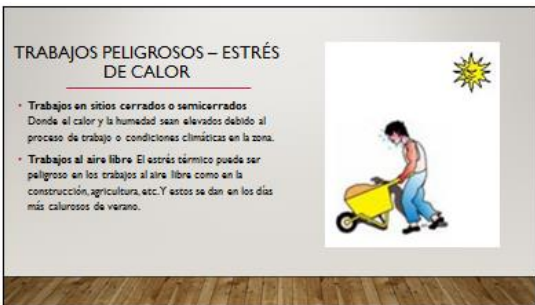 TRABAJOS PELIGROSOS – ESTRÉS
DE CALOR
• Trabajos en sitios cerrados o semicerrados
Donde el calor y la humedad sean elevados debido al
proceso de trabajo o condiciones climáticas en la zona.
• Trabajos al aire libre El estrés térmico puede ser
peligroso en los trabajos al aire libre como en la
construcción, agricultura, etc. Y estos se dan en los días
más calurosos de verano.